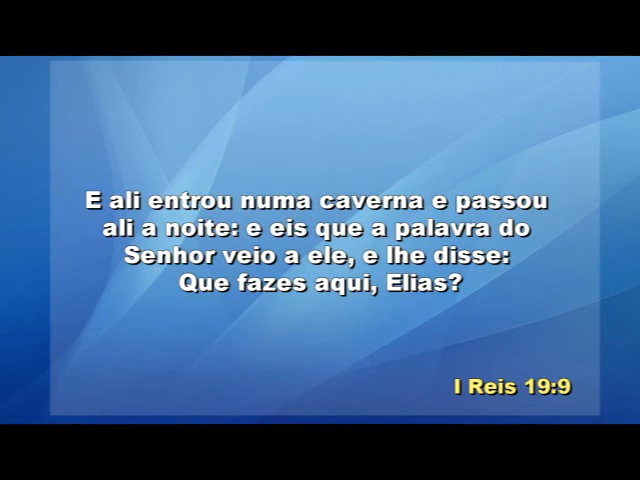 E ali entrou numa caverna e passou
ali a noite: e eis que a palavra do
Senhor veio a ele, e lhe disse:
Que fazes aqui, Elias?
I Reis 19:9